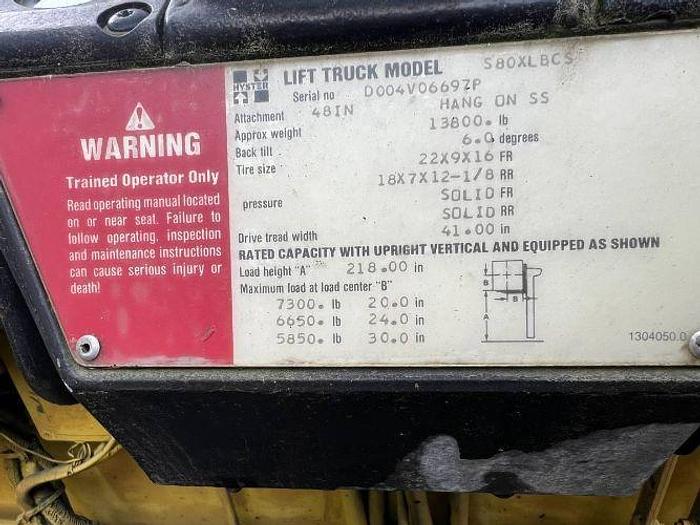 WARNING
Trained Operator Only
Read operating manual located
on or near seat. Failure to
follow operating, inspection
and maintenance instructions
can cause serious injury or
death!
HYSTER
LIFT TRUCK MODEL S80XLBCS
Serial no D004V06697P
Attachment 48IN HANG ON SS
Approx weight 13800. lb
Back tilt 6.0 degrees
Tire size 22X9X16 FR
18X7X12-1/8 RR
pressure SOLID FR
SOLID RR
Drive tread width 41.00 in
RATED CAPACITY WITH UPRIGHT VERTICAL AND EQUIPPED AS SHOWN
Load height "A" 218.00 in
Maximum load at load center "B"
7300. lb 20.0 in
6650. lb 24.0 in
5850. lb 30.0 in
B
B
A
1304050.0